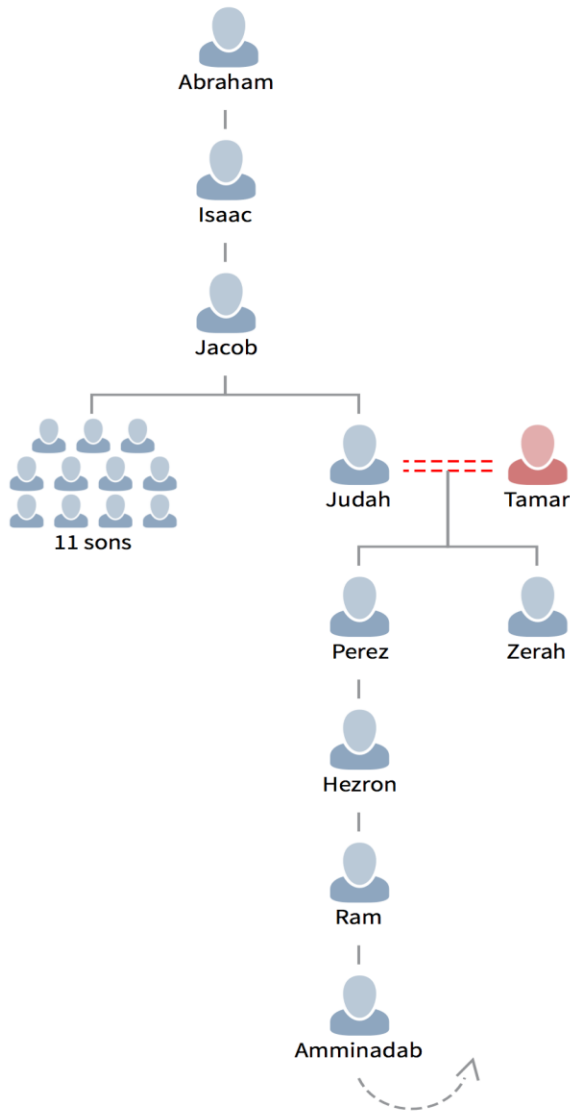 Abraham
Isaac
Jacob
11 sons
Judah
Tamar
Perez
Zerah
Hezron
Ram
Amminadab